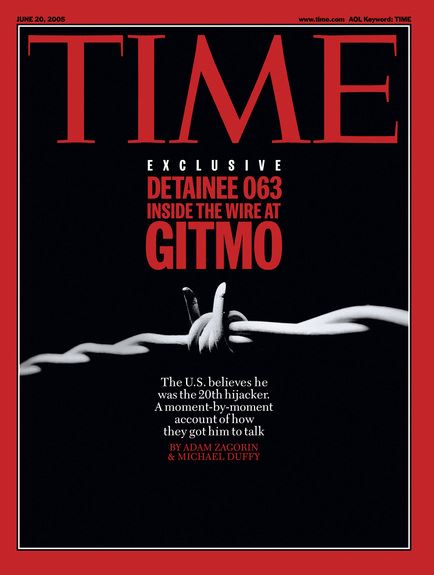 JUNE 20, 2005 www.time.com AOL Keyword: TIME
TIME
EXCLUSIVE
DETAINEE 063
INSIDE THE WIRE AT
GITMO
The U.S. believes he
was the 20th hijacker.
A moment-by-moment
account of how
they got him to talk
BY ADAM ZAGORIN
& MICHAEL DUFFY